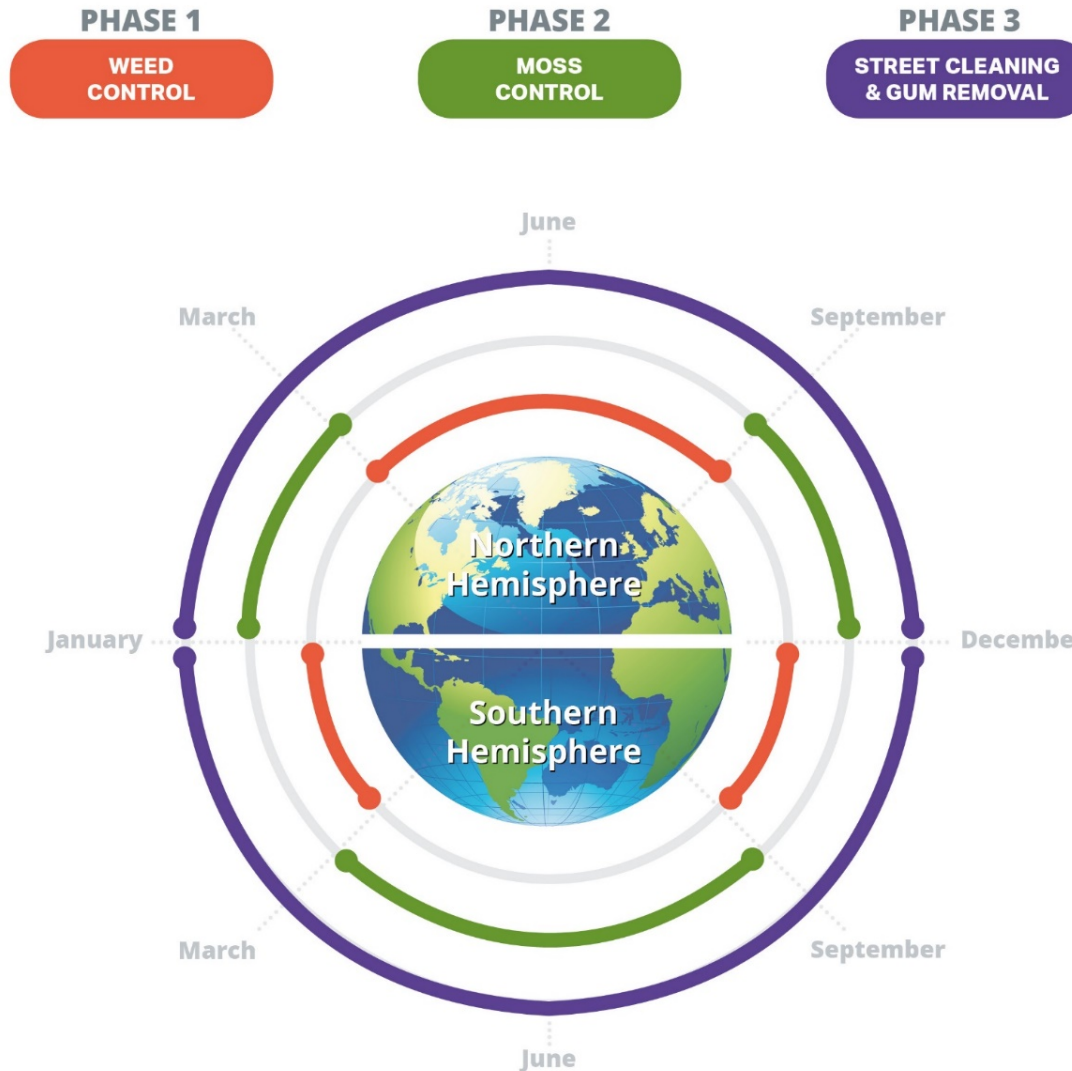 PHASE 1
WEED
CONTROL
PHASE 2
MOSS
CONTROL
PHASE 3
STREET CLEANING
& GUM REMOVAL
June
March
September
Northern
Hemisphere
January
Decembe
Southern
Hemisphere
March
September
June